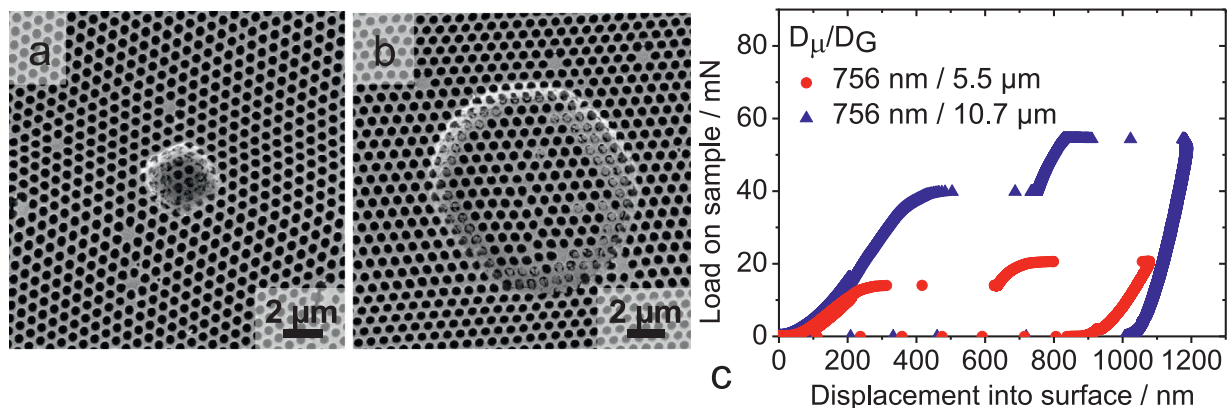 a
2 µm
b
2 µm
Load on sample / mN
80
60
40
20
0
Dμ/DG
756 nm / 5.5 µm
756 nm / 10.7 µm
0 200 400 600 800 1000 1200
Displacement into surface / nm
c